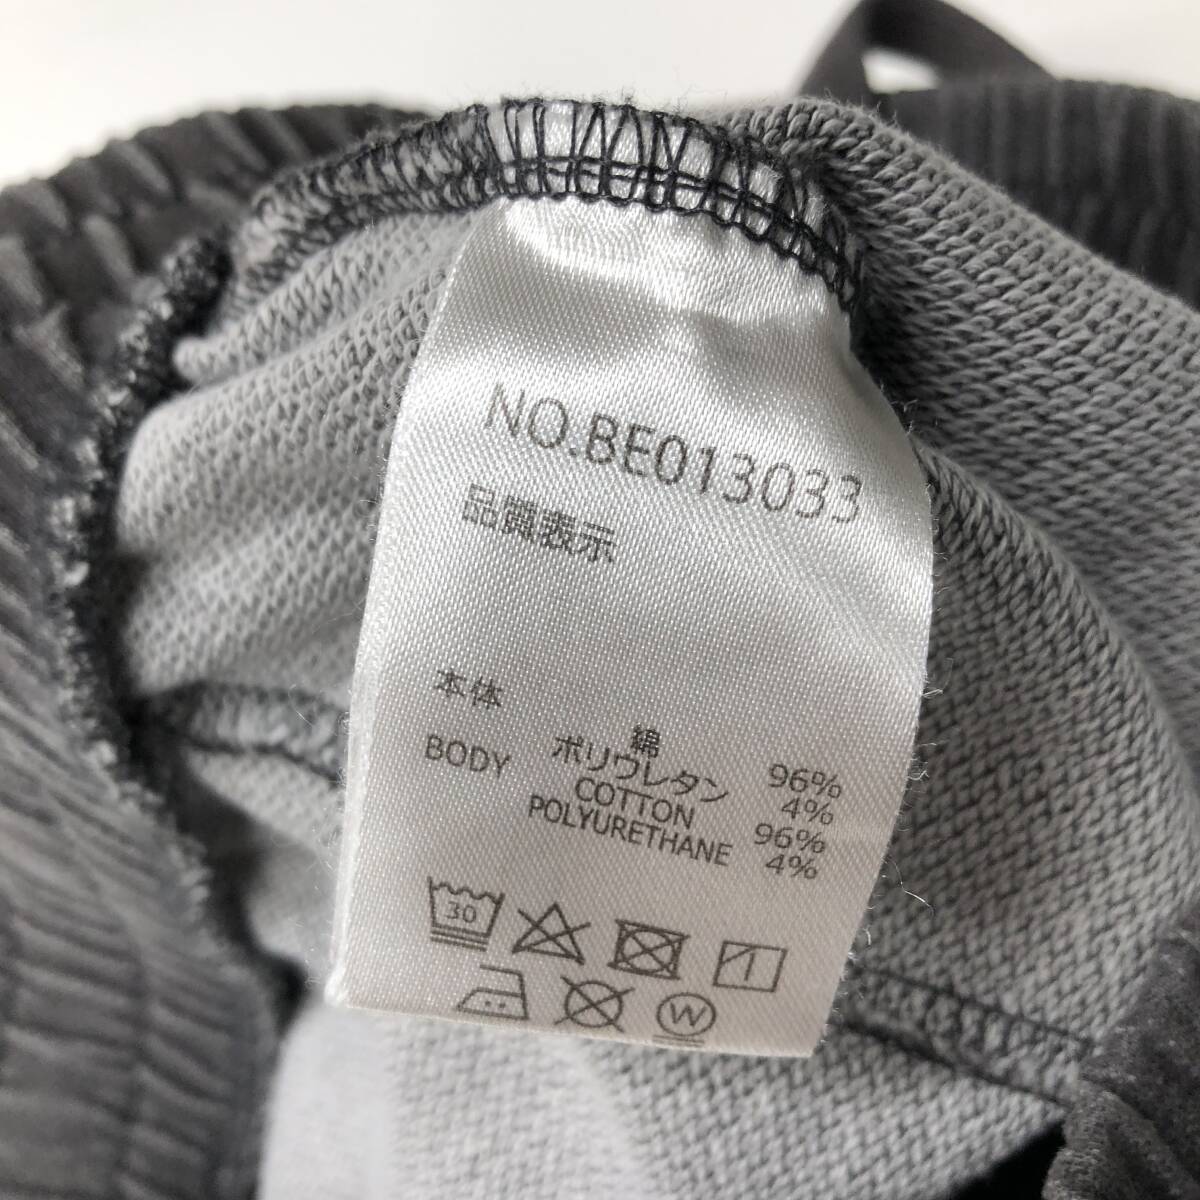 NO.BE013033
品質表示
本体
BODY
綿 96%
ポリウレタン 4%
COTTON 96%
POLYURETHANE 4%
30
W